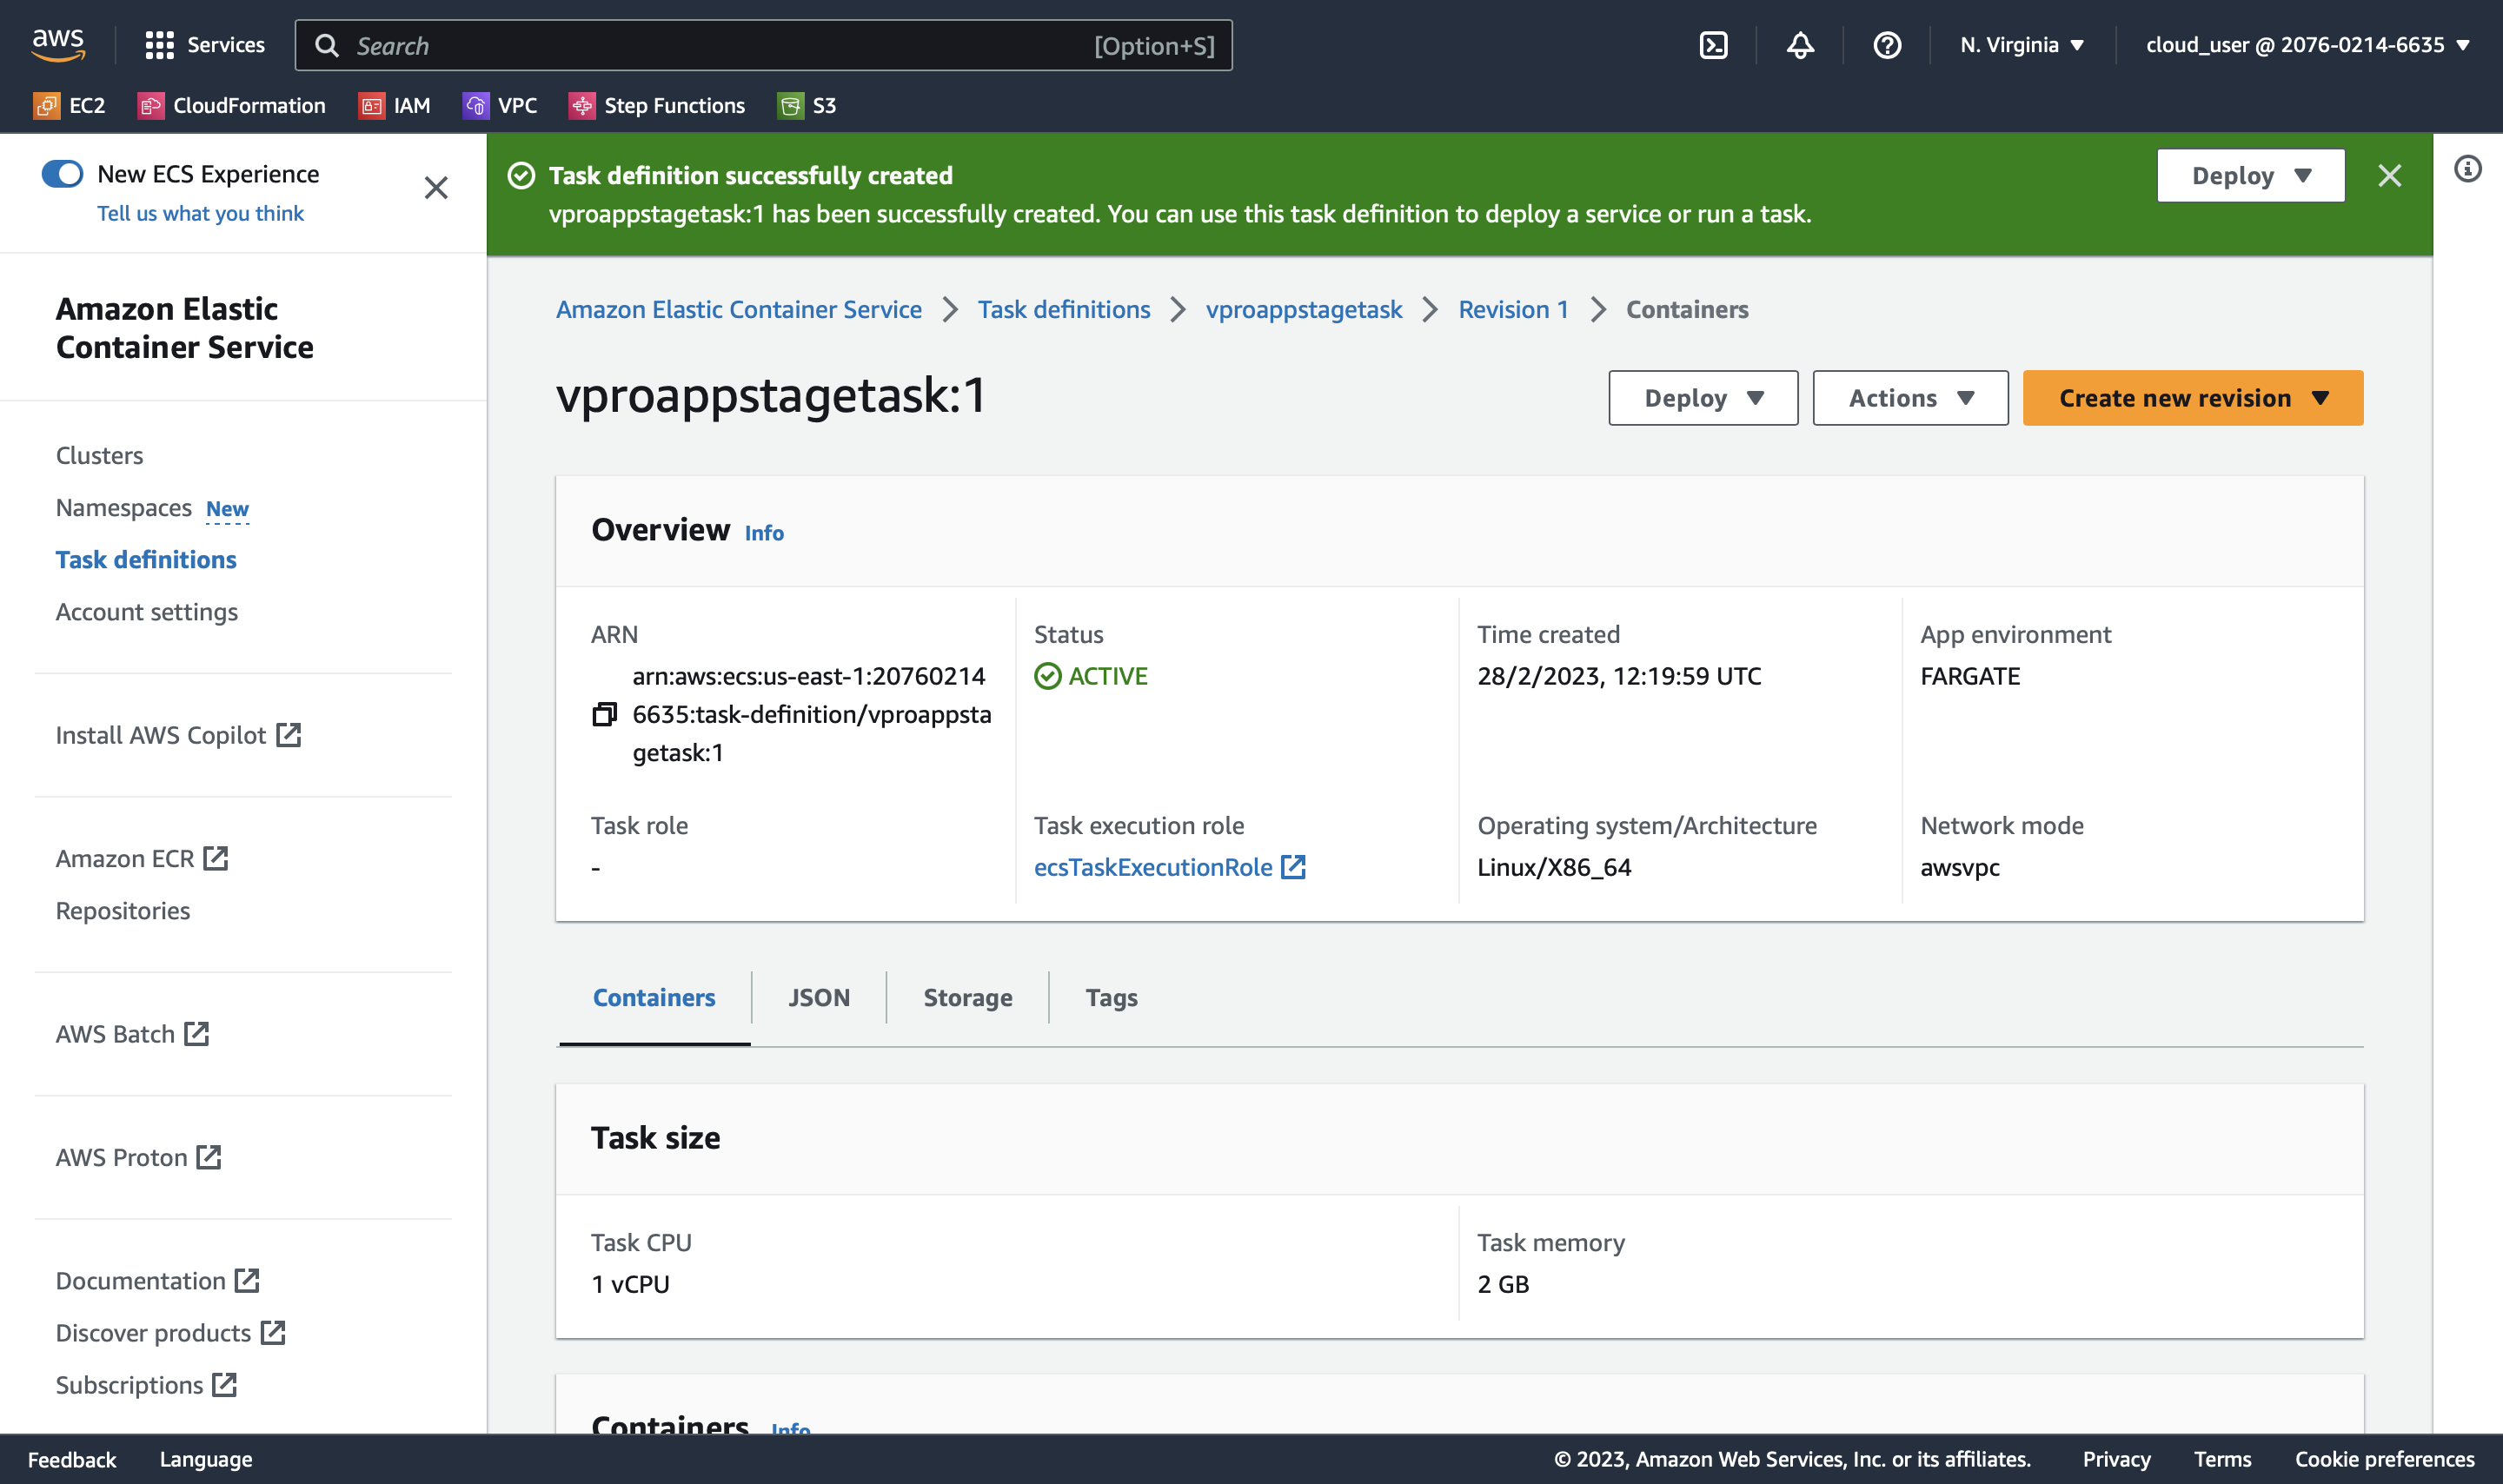 aws
Services
Search [Option+S]
N. Virginia
cloud_user @ 2076-0214-6635
EC2
CloudFormation
IAM
VPC
Step Functions
S3
New ECS Experience
Tell us what you think
Amazon Elastic
Container Service
Clusters
Namespaces New
Task definitions
Account settings
Install AWS Copilot
Amazon ECR
Repositories
AWS Batch
AWS Proton
Documentation
Discover products
Subscriptions
Task definition successfully created
vproappstagetask:1 has been successfully created. You can use this task definition to deploy a service or run a task.
Deploy
Amazon Elastic Container Service
Task definitions
vproappstagetask
Revision 1
Containers
vproappstagetask:1
Deploy
Actions
Create new revision
Overview Info
ARN
arn:aws:ecs:us-east-1:20760214
6635:task-definition/vproappsta
getask:1
Status
ACTIVE
Time created
28/2/2023, 12:19:59 UTC
App environment
FARGATE
Task role
-
Task execution role
ecsTaskExecutionRole
Operating system/Architecture
Linux/X86_64
Network mode
awsvpc
Containers
JSON
Storage
Tags
Task size
Task CPU
1 vCPU
Task memory
2 GB
Containers Info
Feedback
Language
© 2023, Amazon Web Services, Inc. or its affiliates.
Privacy
Terms
Cookie preferences